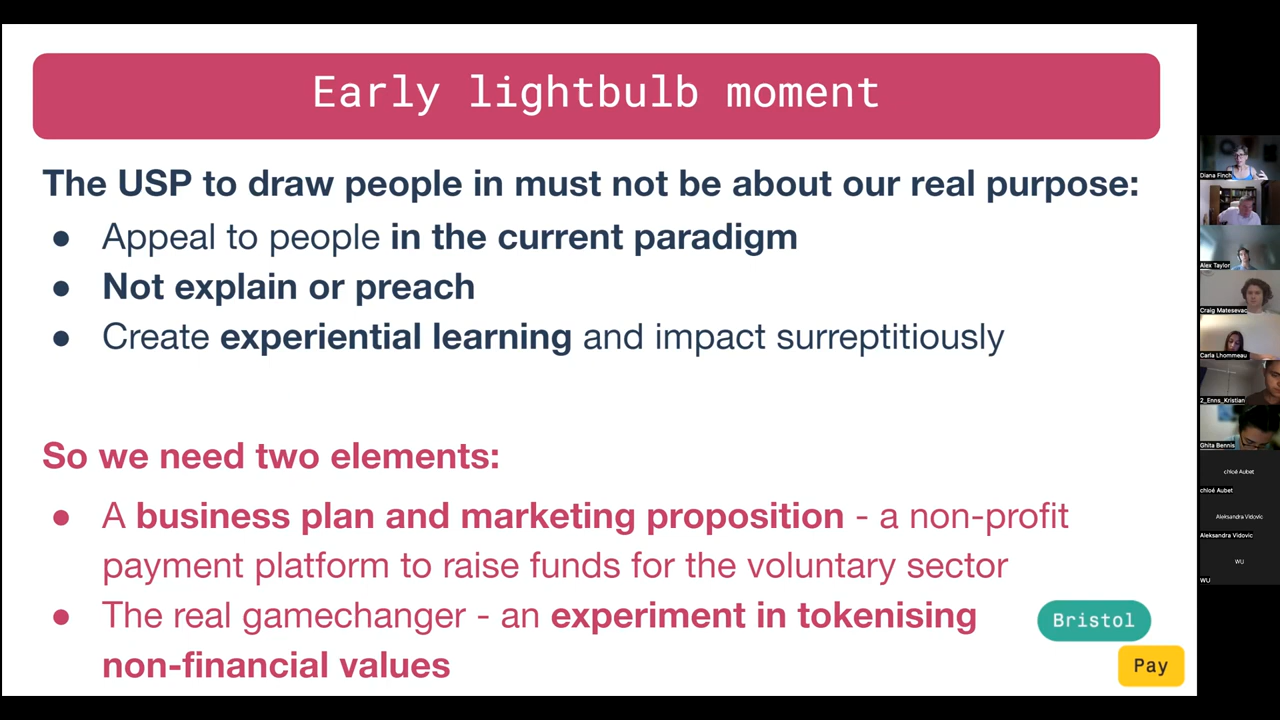 Early lightbulb moment
The USP to draw people in must not be about our real purpose:
● Appeal to people in the current paradigm
● Not explain or preach
● Create experiential learning and impact surreptitiously
So we need two elements:
● A business plan and marketing proposition - a non-profit
payment platform to raise funds for the voluntary sector
● The real gamechanger - an experiment in tokenising
non-financial values
Bristol
Pay
Diana Finch
Alex Taylor
Craig Matesevac
Carla Lhommeau
2_Enns_Kristian
Ghita Bennis
chloé Aubet
chloé Aubet
Aleksandra Vidovic
Aleksandra Vidovic
WU
WU